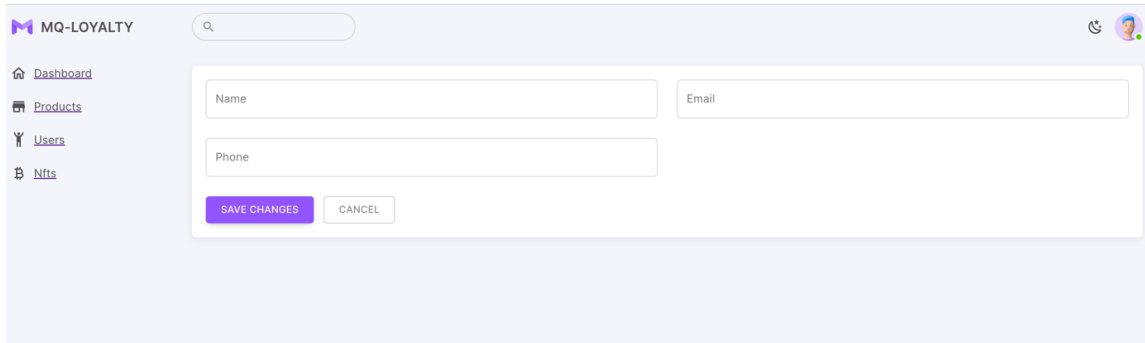 MQ-LOYALTY
Dashboard
Products
Users
Nfts
Name
Email
Phone
SAVE CHANGES
CANCEL